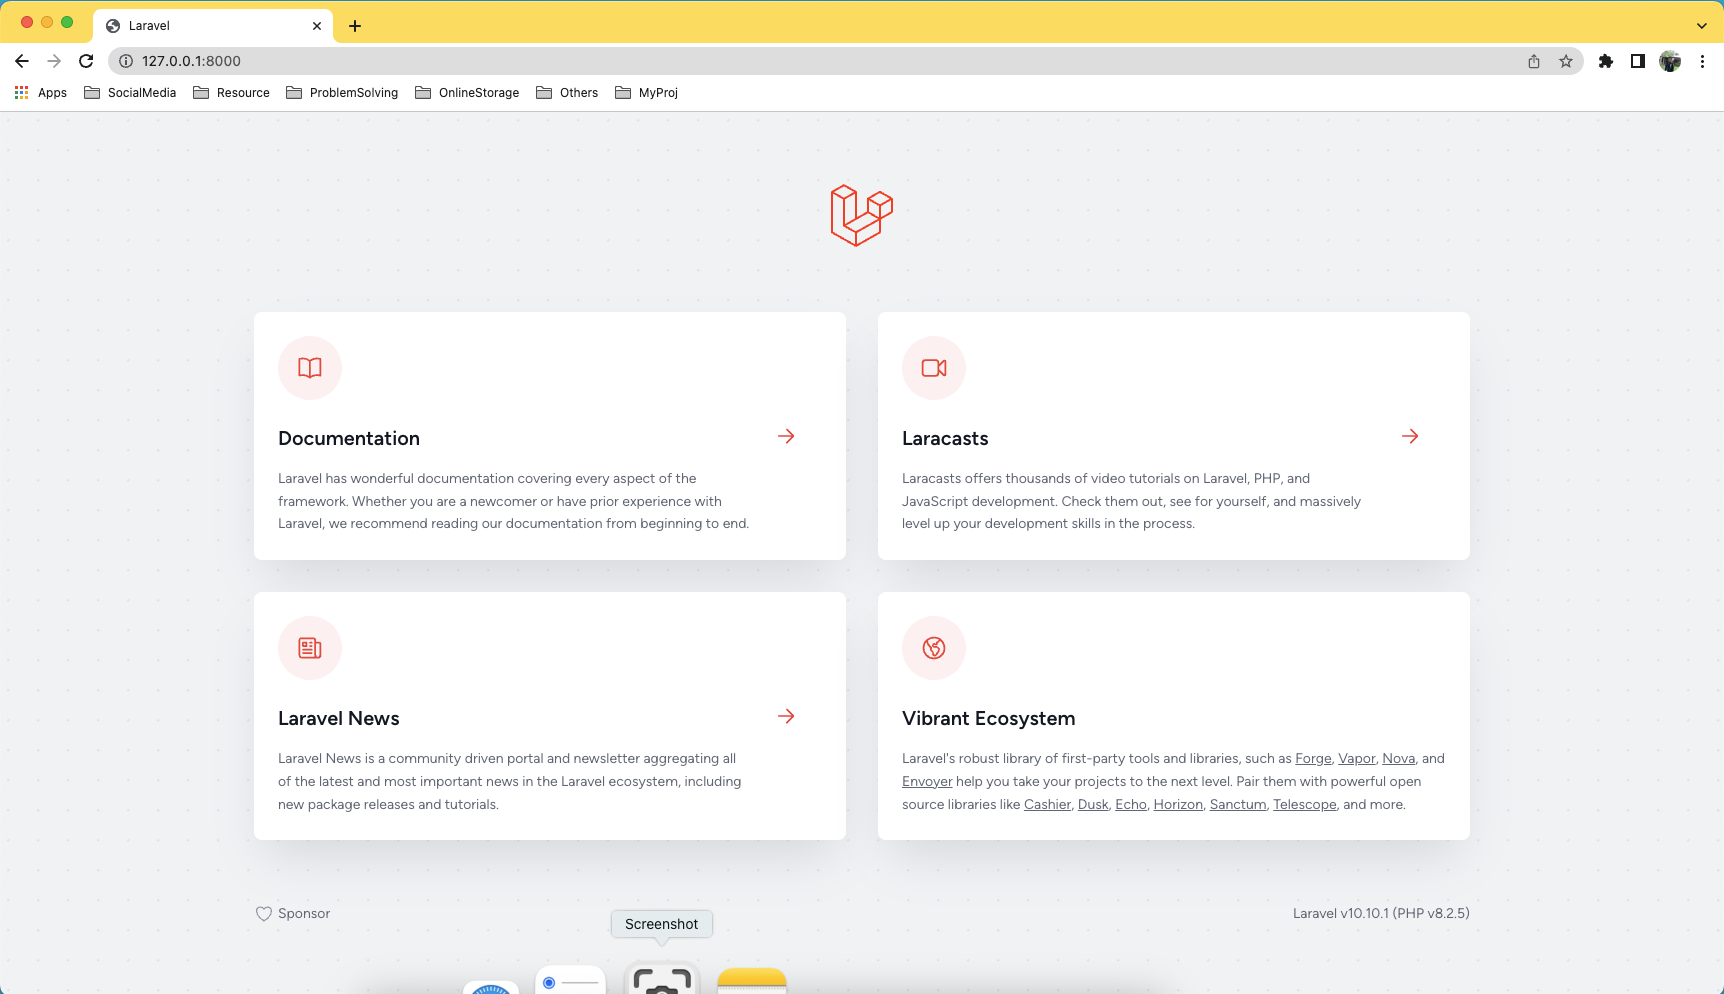 Laravel
127.0.0.1:8000
Apps SocialMedia Resource ProblemSolving OnlineStorage Others MyProj
Documentation
Laravel has wonderful documentation covering every aspect of the
framework. Whether you are a newcomer or have prior experience with
Laravel, we recommend reading our documentation from beginning to end.
Laracasts
Laracasts offers thousands of video tutorials on Laravel, PHP, and
JavaScript development. Check them out, see for yourself, and massively
level up your development skills in the process.
Laravel News
Laravel News is a community driven portal and newsletter aggregating all
of the latest and most important news in the Laravel ecosystem, including
new package releases and tutorials.
Vibrant Ecosystem
Laravel's robust library of first-party tools and libraries, such as Forge, Vapor, Nova, and
Envoyer help you take your projects to the next level. Pair them with powerful open
source libraries like Cashier, Dusk, Echo, Horizon, Sanctum, Telescope, and more.
Sponsor
Laravel v10.10.1 (PHP v8.2.5)
Screenshot